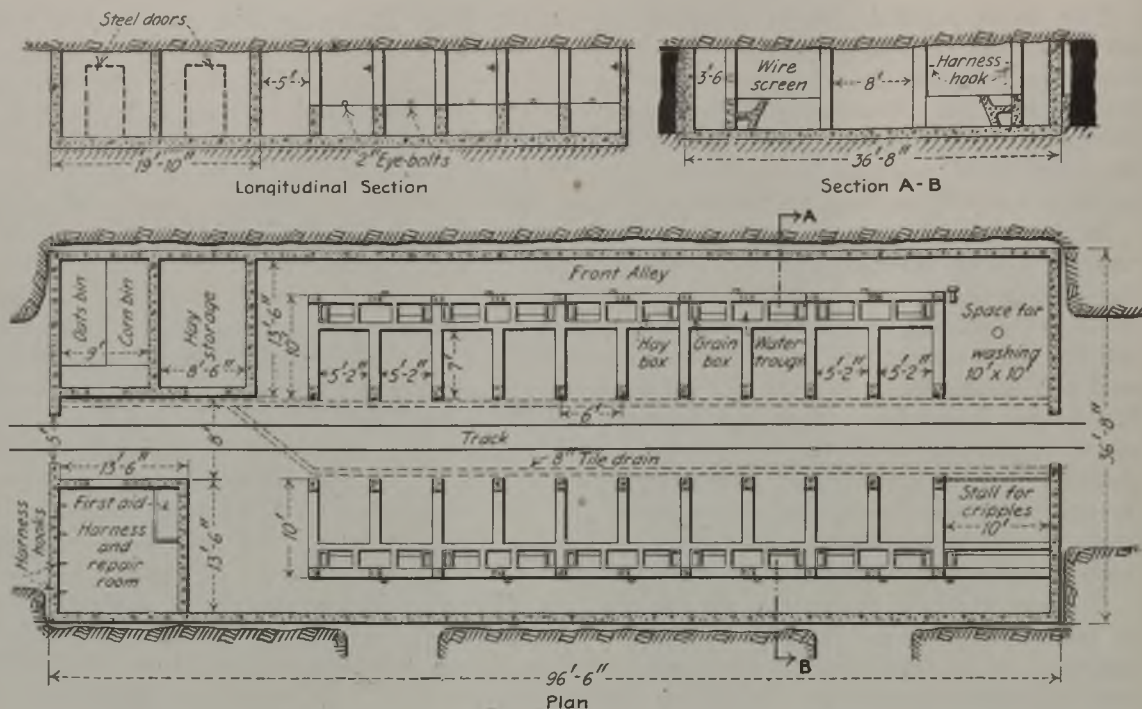 Steel doors
5'
19'-10"
2" Eye-bolts
Longitudinal Section
3'-6
Wire
screen
8'
Harness
hook
36'-8"
Section A-B
A
Front Alley
Oats bin
Corn bin
9'
Hay
storage
8'-6"
13'-6"
10'
5'-2"
5'-2"
7'
Hay
box
Grain
box
Water
trough
5'-2"
5'-2"
Space for
washing
10' x 10'
6'
5'
6'
Track
8" Tile drain
36'-8"
13'-6"
First aid
Harness
and
repair
room
Harness
hooks
13'-6"
10'
Stall for
cripples
10'
B
96'-6"
Plan